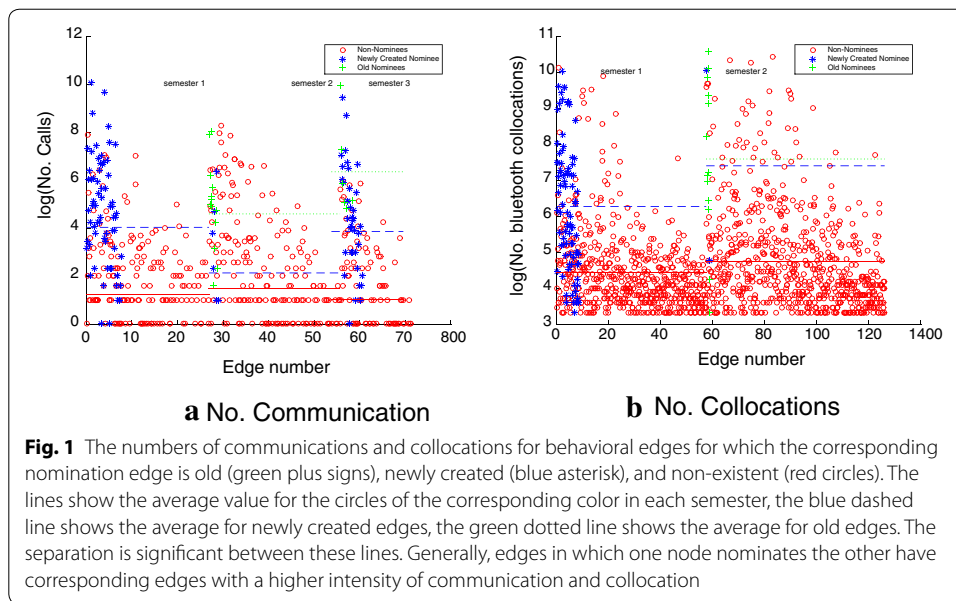 12
10
8
6
4
2
0
0
10
20
30
40
50
60
70
800
log(No. Calls)
Edge number
Non-Nominees
Newly Created Nominee
Old Nominees
semester 1
semester 2
semester 3
a No. Communication
11
10
9
8
7
6
5
4
3
0
20
40
60
80
100
120
1400
log(No. bluetooth collocations)
Edge number
Non-Nominees
Newly Created Nominee
Old Nominees
semester 1
semester 2
b No. Collocations
Fig. 1 The numbers of communications and collocations for behavioral edges for which the corresponding
nomination edge is old (green plus signs), newly created (blue asterisk), and non-existent (red circles). The
lines show the average value for the circles of the corresponding color in each semester, the blue dashed
line shows the average for newly created edges, the green dotted line shows the average for old edges. The
separation is significant between these lines. Generally, edges in which one node nominates the other have
corresponding edges with a higher intensity of communication and collocation